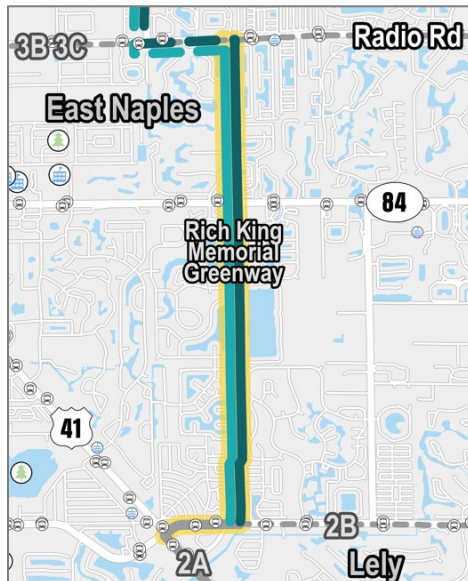 3B 3C
Radio Rd
East Naples
84
Rich King
Memorial
Greenway
41
2B
2A
Lely